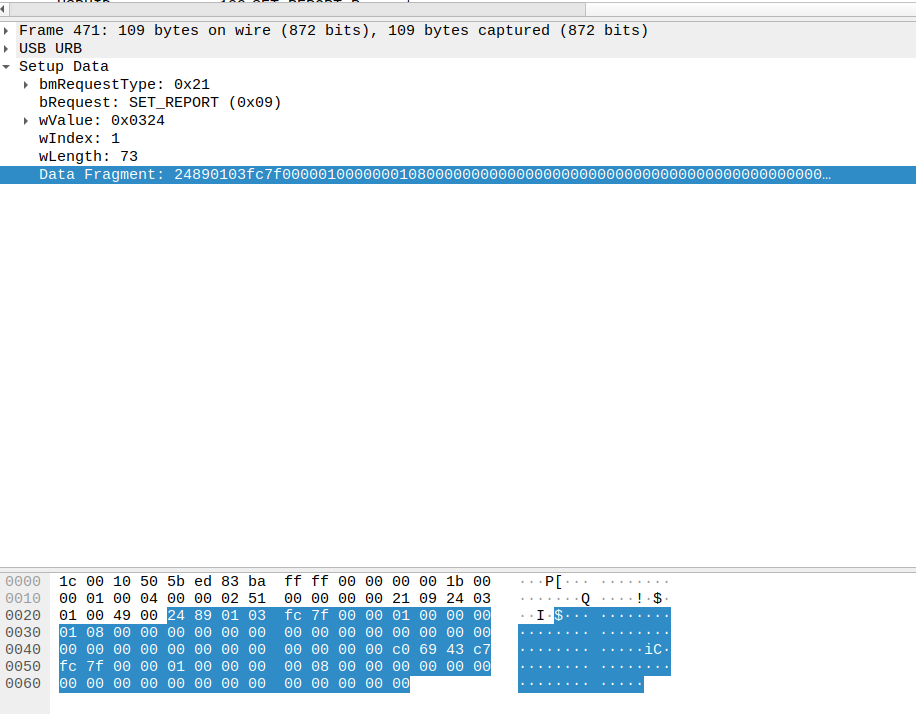 Frame 471: 109 bytes on wire (872 bits), 109 bytes captured (872 bits)
USB URB
Setup Data
bmRequestType: 0x21
bRequest: SET_REPORT (0x09)
wValue: 0x0324
wIndex: 1
wLength: 73
Data Fragment: 24890103fc7f000001000000010800000000000000000000000000000000000000000000…
0000 1c 00 10 50 5b ed 83 ba ff ff 00 00 00 00 1b 00 ···P[··· ········
0010 00 01 00 04 00 00 02 51 00 00 00 00 21 09 24 03 ·······Q ····!·$·
0020 01 00 49 00 24 89 01 03 fc 7f 00 00 01 00 00 00 ··I·$··· ········
0030 01 08 00 00 00 00 00 00 00 00 00 00 00 00 00 00 ········ ········
0040 00 00 00 00 00 00 00 00 00 00 00 00 c0 69 43 c7 ········ ·····iC·
0050 fc 7f 00 00 01 00 00 00 00 08 00 00 00 00 00 00 ········ ········
0060 00 00 00 00 00 00 00 00 00 00 00 00 00 ········ ·····